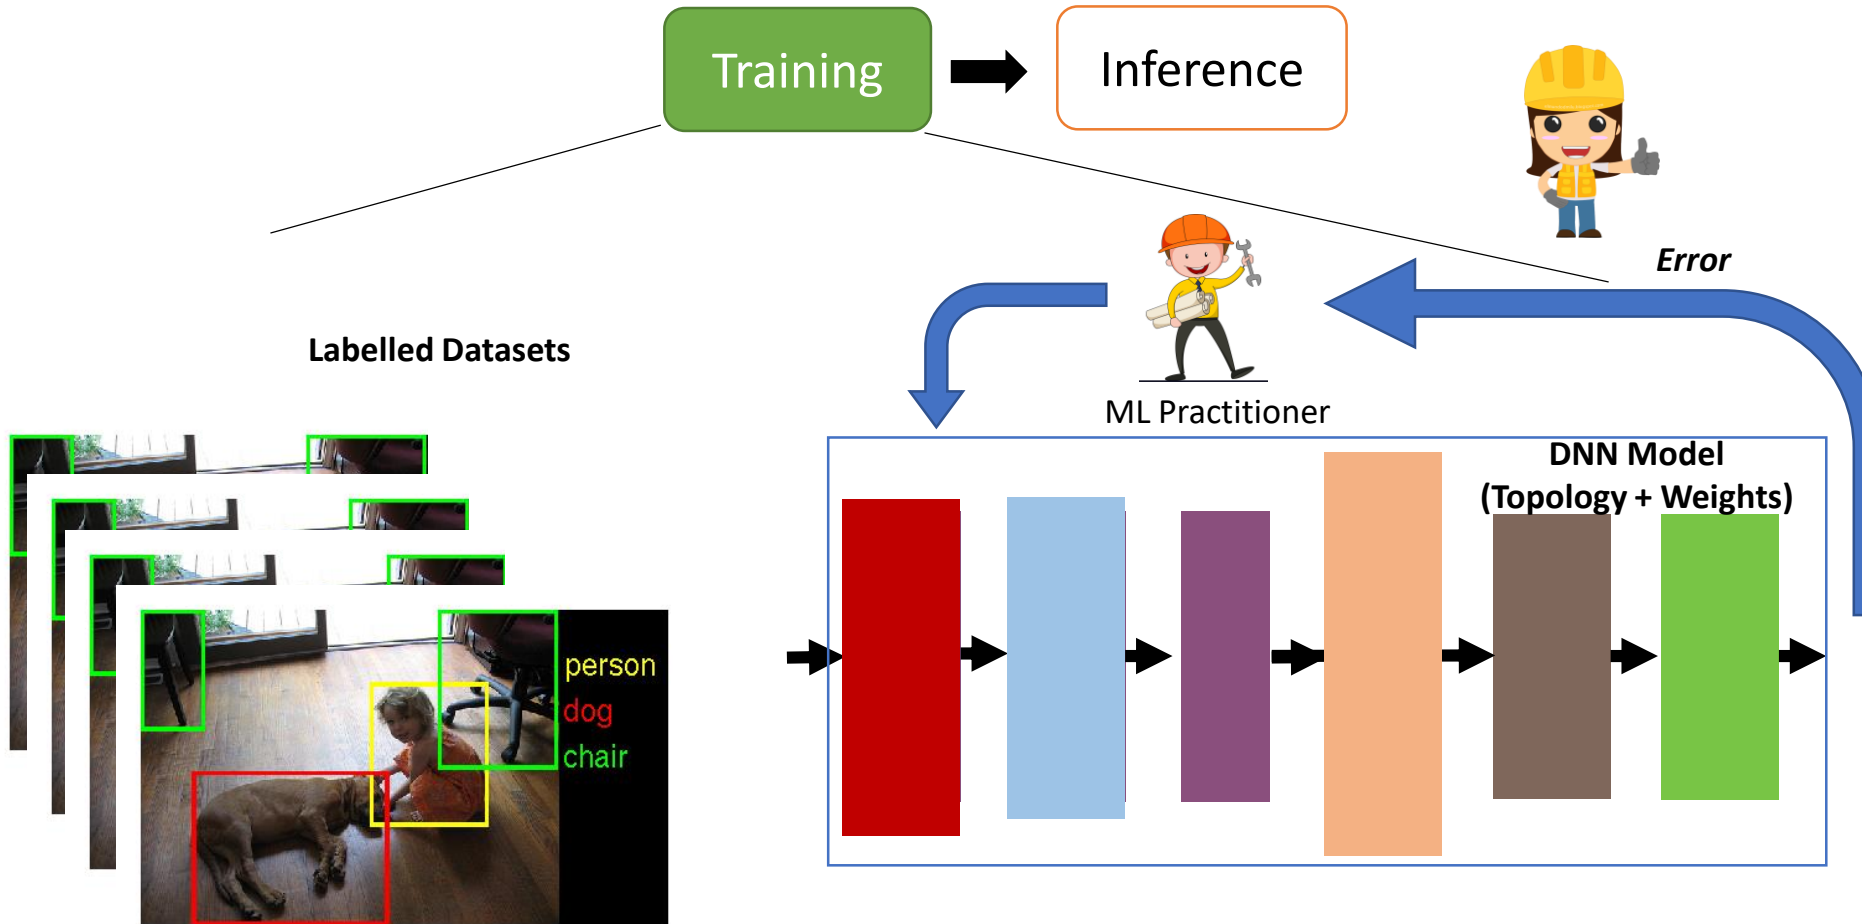 Training
Inference
Error
Labelled Datasets
ML Practitioner
DNN Model
(Topology + Weights)
person
dog
chair